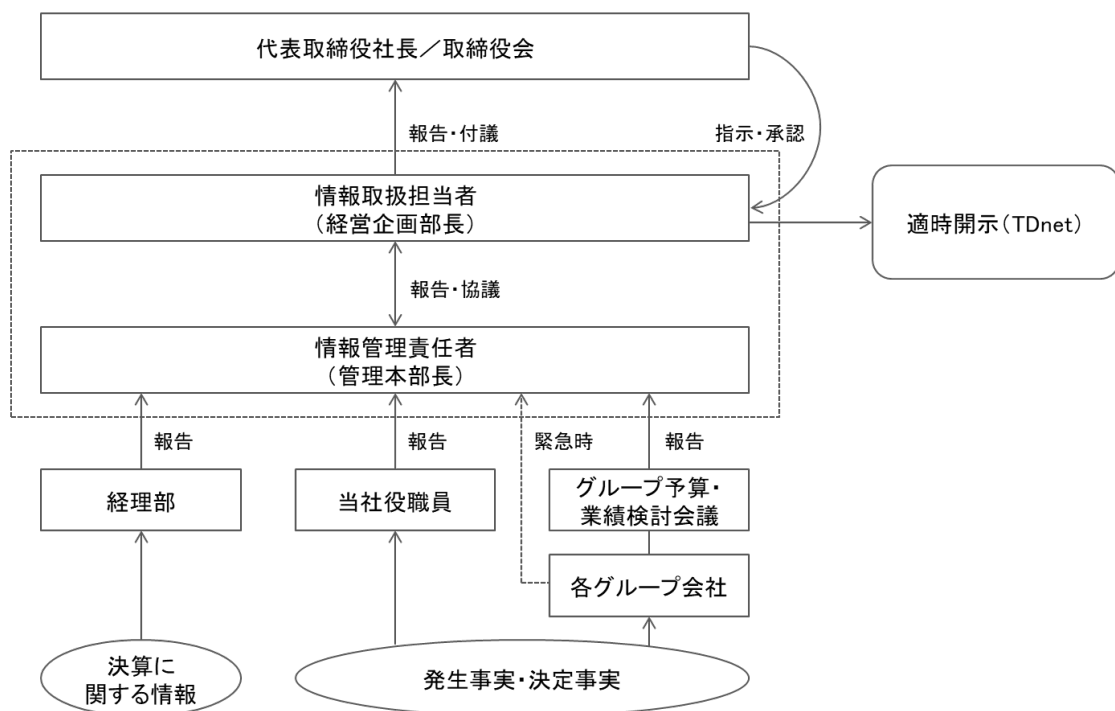 代表取締役社長／取締役会
報告・付議
指示・承認
情報取扱担当者
（経営企画部長）
適時開示（TDnet）
報告・協議
情報管理責任者
（管理本部長）
報告
報告
緊急時
報告
経理部
当社役職員
グループ予算・
業績検討会議
各グループ会社
決算に
関する情報
発生事実・決定事実